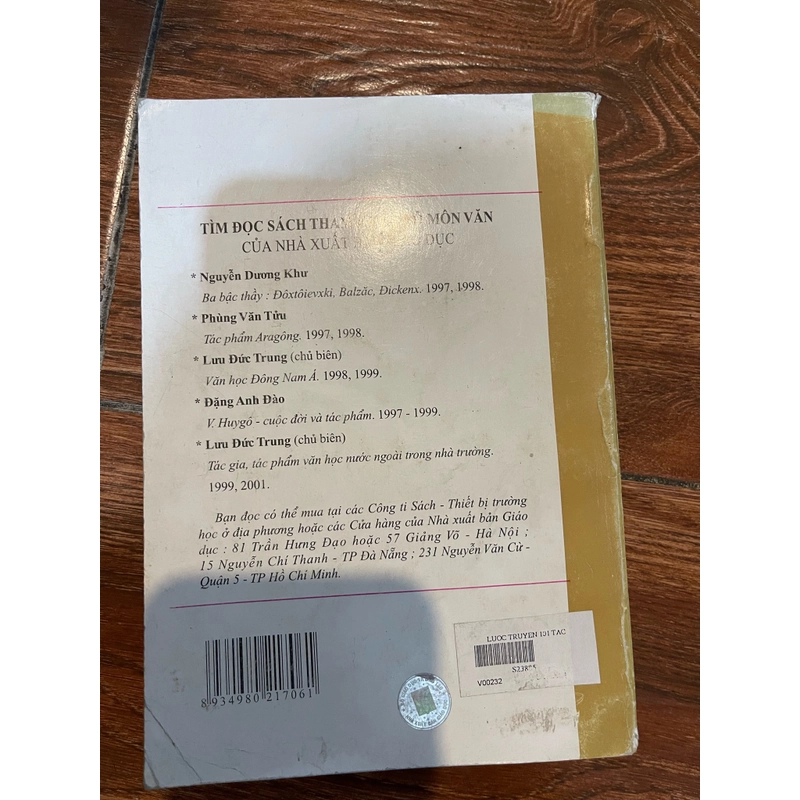 TÌM ĐỌC SÁCH THAM MÔN VĂN
CỦA NHÀ XUẤT DỤC
* Nguyễn Dương Khư
Ba bậc thầy : Đôxtôievxki, Balzăc, Đickenx. 1997, 1998.
* Phùng Văn Tửu
Tác phẩm Aragông. 1997, 1998.
* Lưu Đức Trung (chủ biên)
Văn học Đông Nam Á. 1998, 1999.
* Đặng Anh Đào
V. Huygô - cuộc đời và tác phẩm. 1997 - 1999.
* Lưu Đức Trung (chủ biên)
Tác gia, tác phẩm văn học nước ngoài trong nhà trường.
1999, 2001.
Bạn đọc có thể mua tại các Công ti Sách - Thiết bị trường
học ở địa phương hoặc các Cửa hàng của Nhà xuất bản Giáo
dục : 81 Trần Hưng Đạo hoặc 57 Giảng Võ - Hà Nội ;
15 Nguyễn Chí Thanh - TP Đà Nẵng ; 231 Nguyễn Văn Cừ -
Quận 5 - TP Hồ Chí Minh.
8 934980 217061
LUOC TRUYEN 101 TAC
V00232